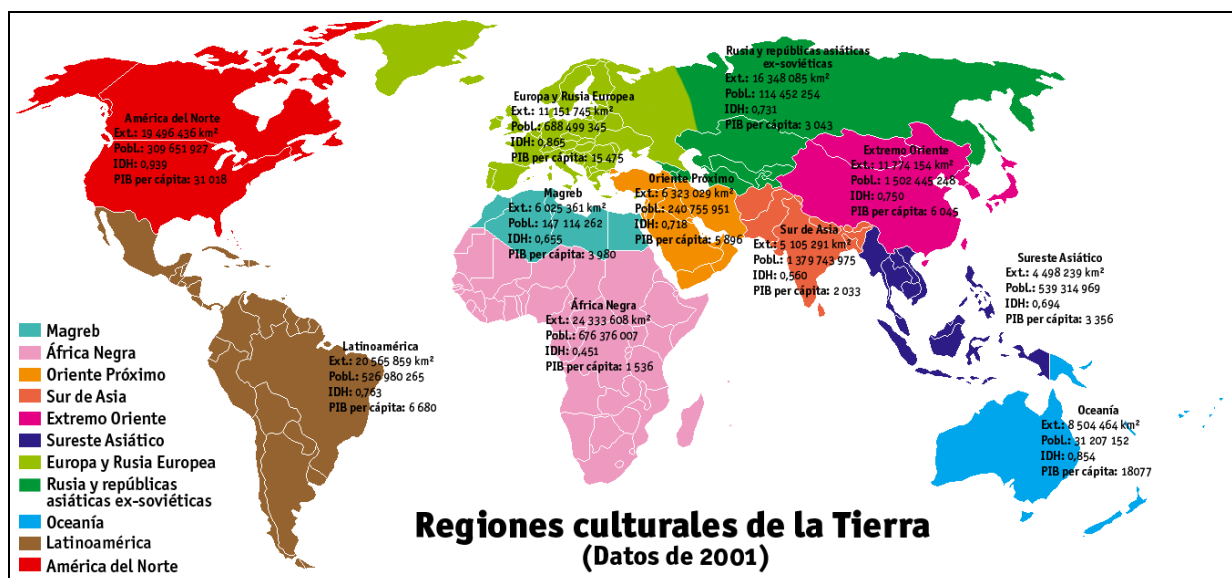 Rusia y repúblicas asiáticas
ex-soviéticas
Ext.: 16 348 085 km²
Pobl.: 114 452 254
IDH: 0,731
PIB per cápita: 3 043
Europa y Rusia Europea
Ext.: 11 151 745 km²
Pobl.: 688 499 345
IDH: 0,865
PIB per cápita: 15 475
América del Norte
Ext.: 19 496 436 km²
Pobl.: 309 651 927
IDH: 0,939
PIB per cápita: 31 018
Extremo Oriente
Ext.: 11 774 154 km²
Pobl.: 1 502 445 248
IDH: 0,750
PIB per cápita: 6 045
Oriente Próximo
Ext.: 6 323 029 km²
Pobl.: 240 755 951
IDH: 0,718
PIB per cápita: 5 896
Magreb
Ext.: 6 025 361 km²
Pobl.: 147 114 262
IDH: 0,655
PIB per cápita: 3 980
Sur de Asia
Ext.: 5 105 291 km²
Pobl.: 1 379 743 975
IDH: 0,560
PIB per cápita: 2 033
Sureste Asiático
Ext.: 4 498 239 km²
Pobl.: 539 314 969
IDH: 0,694
PIB per cápita: 3 356
África Negra
Ext.: 24 333 608 km²
Pobl.: 676 376 007
IDH: 0,451
PIB per cápita: 1 536
Latinoamérica
Ext.: 20 565 859 km²
Pobl.: 526 980 265
IDH: 0,763
PIB per cápita: 6 680
Oceanía
Ext.: 8 504 464 km²
Pobl.: 31 207 152
IDH: 0,854
PIB per cápita: 18077
Magreb
África Negra
Oriente Próximo
Sur de Asia
Extremo Oriente
Sureste Asiático
Europa y Rusia Europea
Rusia y repúblicas
asiáticas ex-soviéticas
Oceanía
Latinoamérica
América del Norte
Regiones culturales de la Tierra
(Datos de 2001)